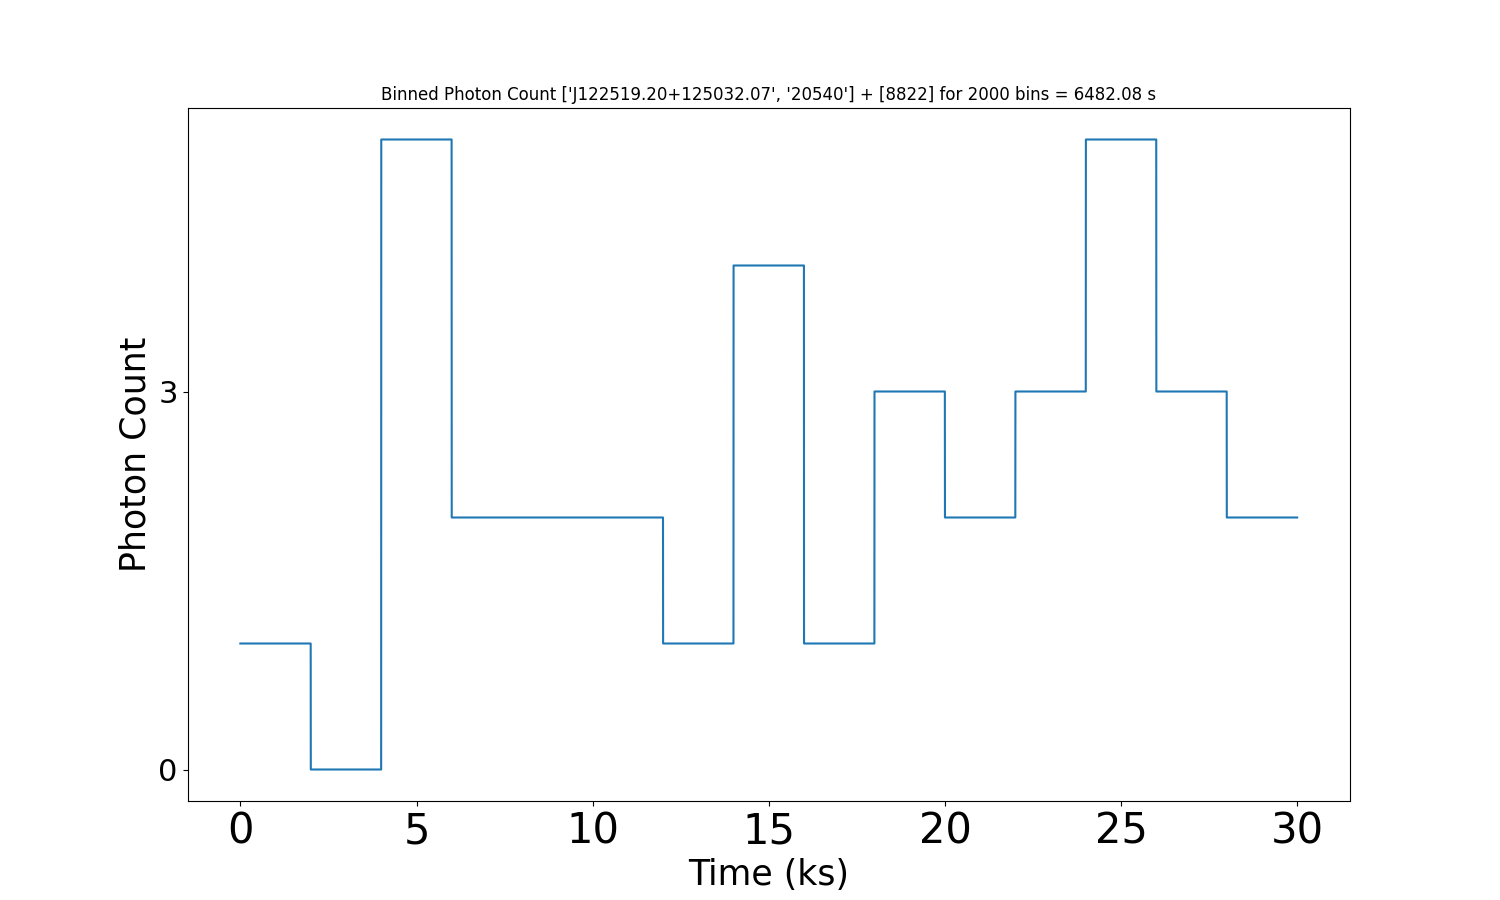 Binned Photon Count ['J122519.20+125032.07', '20540'] + [8822] for 2000 bins = 6482.08 s
Photon Count
3
0
0 5 10 15 20 25 30
Time (ks)